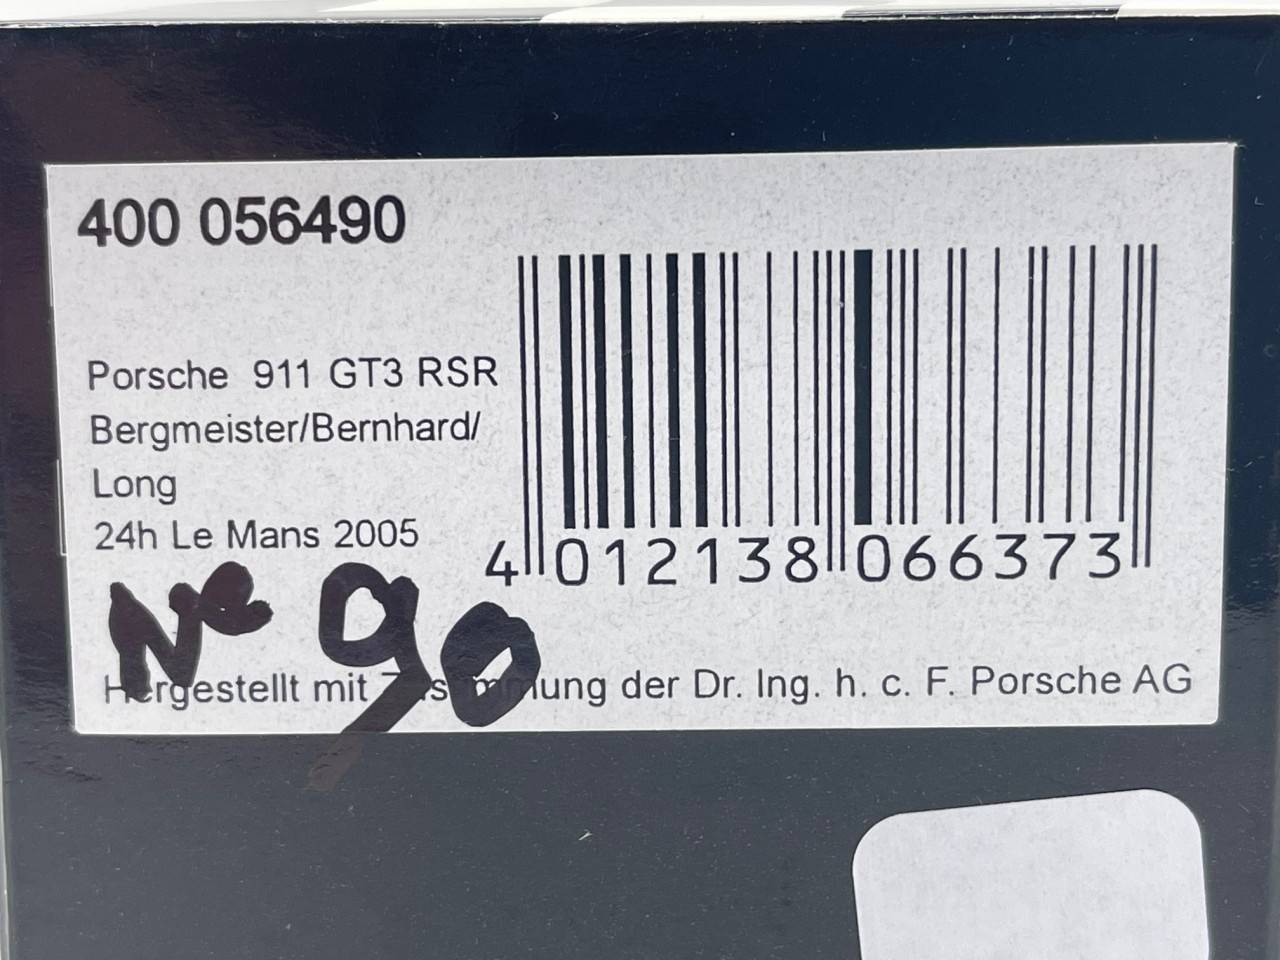 400 056490
Porsche 911 GT3 RSR
Bergmeister/Bernhard/
Long
24h Le Mans 2005
4 012138 066373
Nº 90
Hergestellt mit Zustimmung der Dr. Ing. h. c. F. Porsche AG